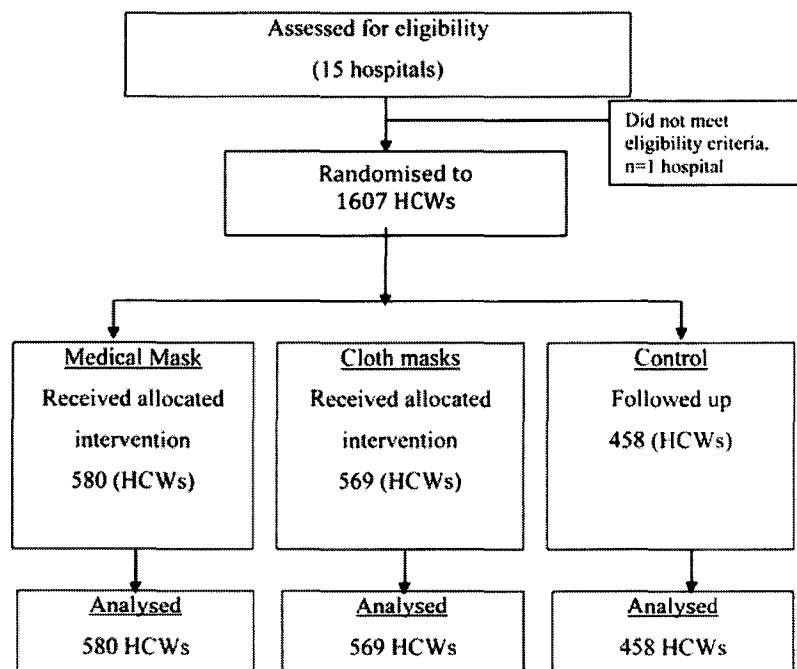 Assessed for eligibility
(15 hospitals)
Did not meet
eligibility criteria,
n=1 hospital
Randomised to
1607 HCWs
Medical Mask
Received allocated
intervention
580 (HCWs)
Cloth masks
Received allocated
intervention
569 (HCWs)
Control
Followed up
458 (HCWs)
Analysed
580 HCWs
Analysed
569 HCWs
Analysed
458 HCWs